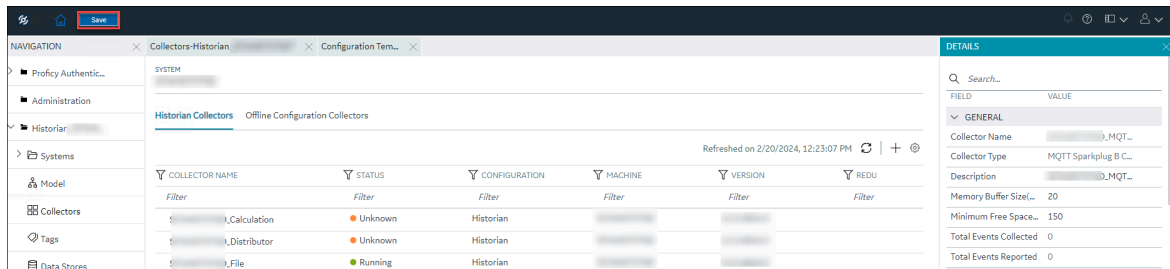 Save
NAVIGATION
Collectors-Historian
Configuration Tem...
DETAILS
Proficy Authentic...
Administration
Historian
Systems
Model
Collectors
Tags
Data Stores
SYSTEM
Historian Collectors Offline Configuration Collectors
Refreshed on 2/20/2024, 12:23:07 PM
COLLECTOR NAME STATUS CONFIGURATION MACHINE VERSION REDU
Filter Filter Filter Filter Filter Filter
_Calculation Unknown Historian
_Distributor Unknown Historian
_File Running Historian
Search...
FIELD VALUE
GENERAL
Collector Name _MQT...
Collector Type MQTT Sparkplug B C...
Description _MQT...
Memory Buffer Size(... 20
Minimum Free Space... 150
Total Events Collected 0
Total Events Reported 0